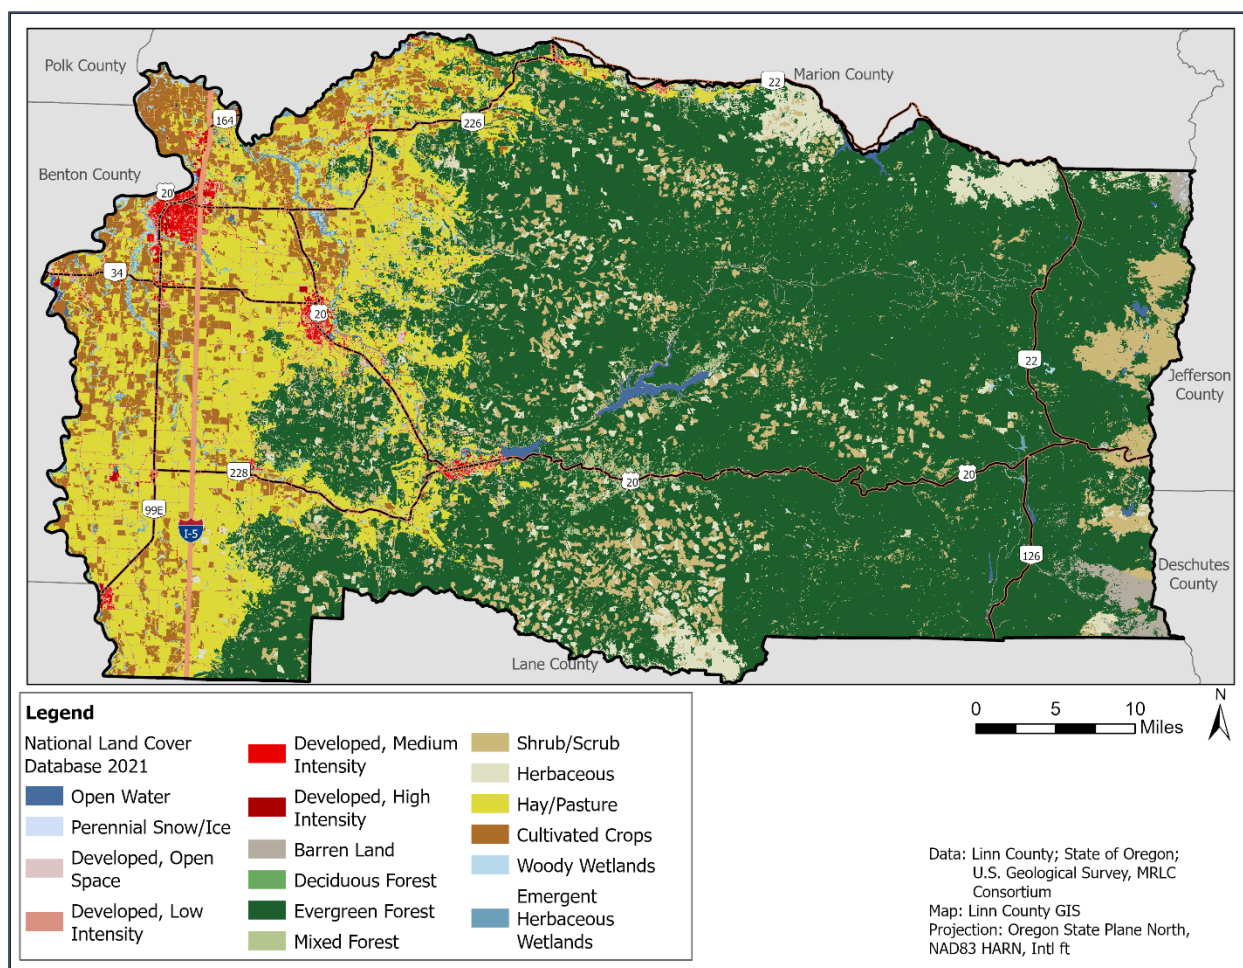 Polk County
Marion County
22
164
226
Benton County
20
34
20
22
Jefferson
County
228
20
20
99E
I-5
126
Deschutes
County
Lane County
Legend
National Land Cover
Database 2021
Open Water
Perennial Snow/Ice
Developed, Open
Space
Developed, Low
Intensity
Developed, Medium
Intensity
Developed, High
Intensity
Barren Land
Deciduous Forest
Evergreen Forest
Mixed Forest
Shrub/Scrub
Herbaceous
Hay/Pasture
Cultivated Crops
Woody Wetlands
Emergent
Herbaceous
Wetlands
0 5 10
Miles
N
Data: Linn County; State of Oregon;
U.S. Geological Survey, MRLC
Consortium
Map: Linn County GIS
Projection: Oregon State Plane North,
NAD83 HARN, Intl ft